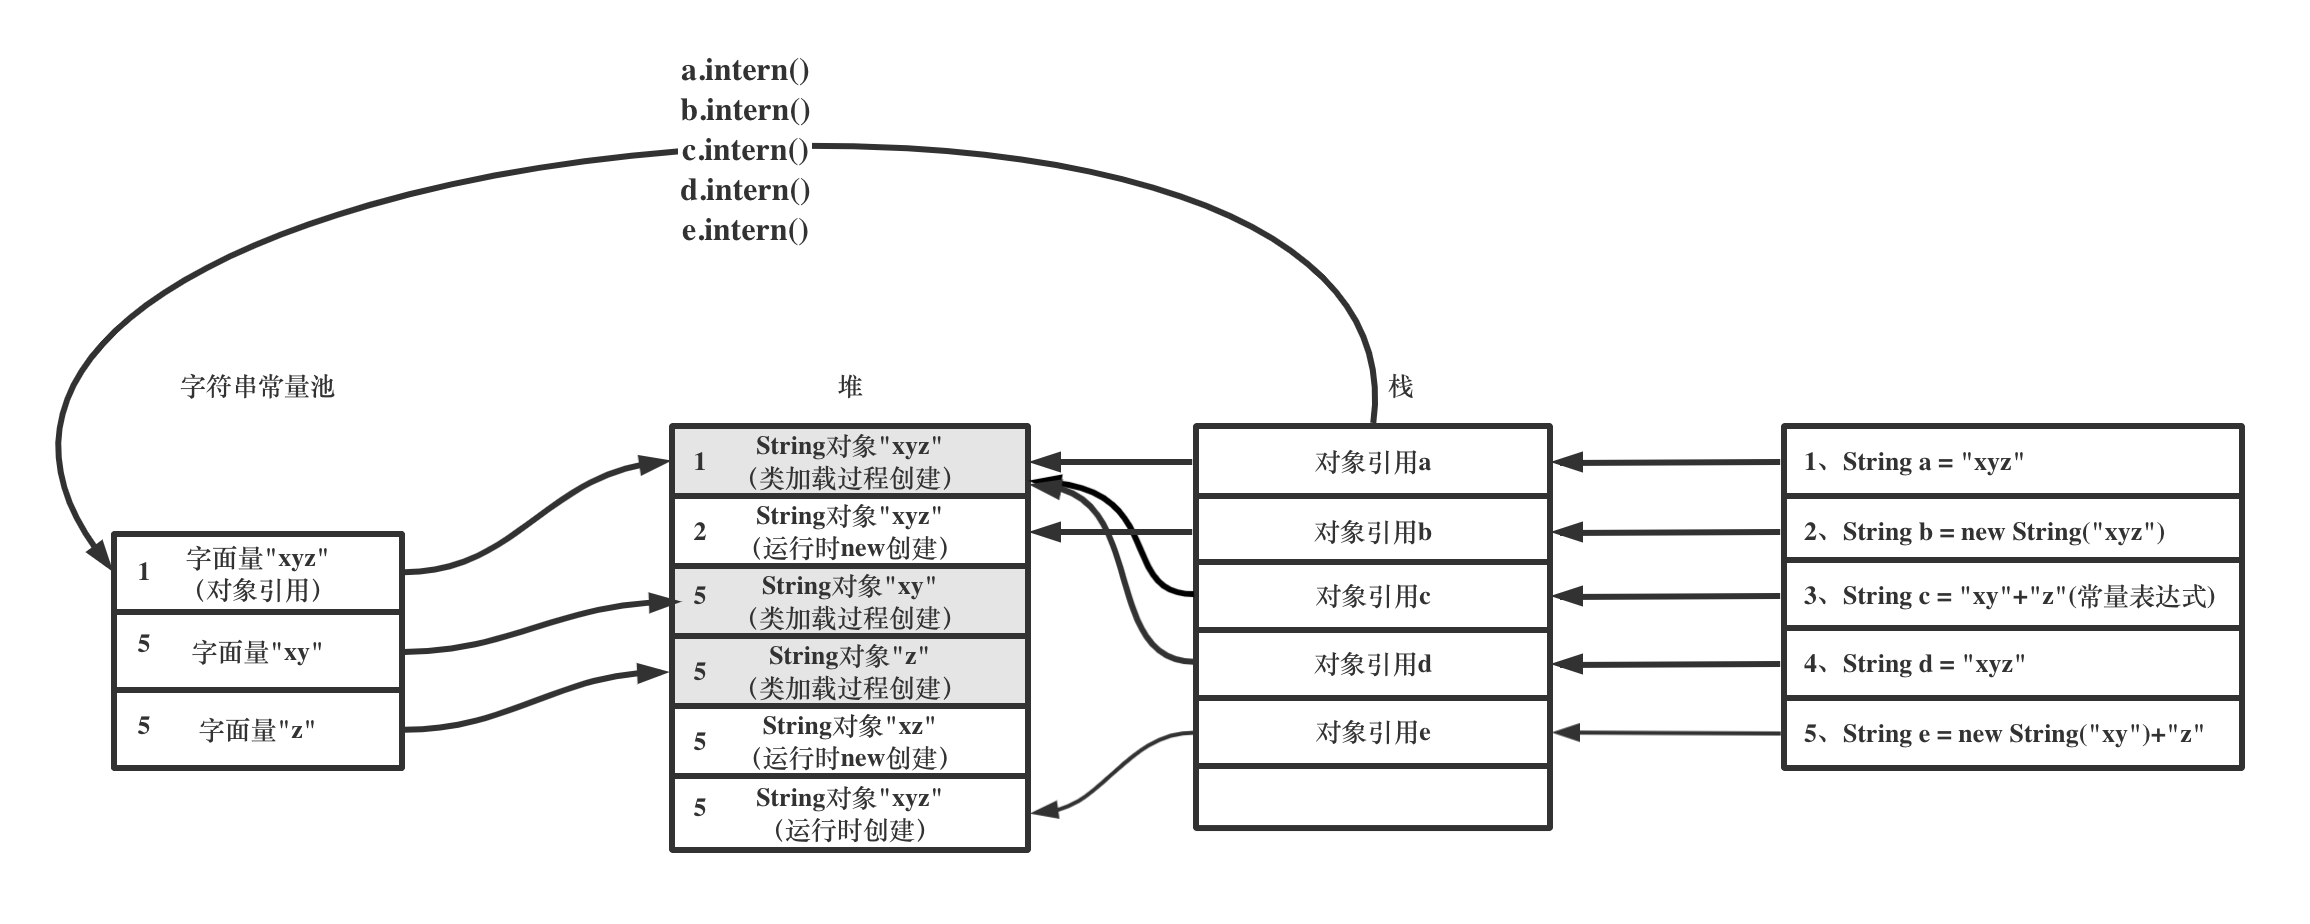 a.intern()
b.intern()
c.intern()
d.intern()
e.intern()
字符串常量池
堆
栈
1 字面量"xyz"
（对象引用）
5 字面量"xy"
5 字面量"z"
1 String对象"xyz"
（类加载过程创建）
2 String对象"xyz"
（运行时new创建）
5 String对象"xy"
（类加载过程创建）
5 String对象"z"
（类加载过程创建）
5 String对象"xz"
（运行时new创建）
5 String对象"xyz"
（运行时创建）
对象引用a
对象引用b
对象引用c
对象引用d
对象引用e
1、String a = "xyz"
2、String b = new String("xyz")
3、String c = "xy"+"z"(常量表达式)
4、String d = "xyz"
5、String e = new String("xy")+"z"